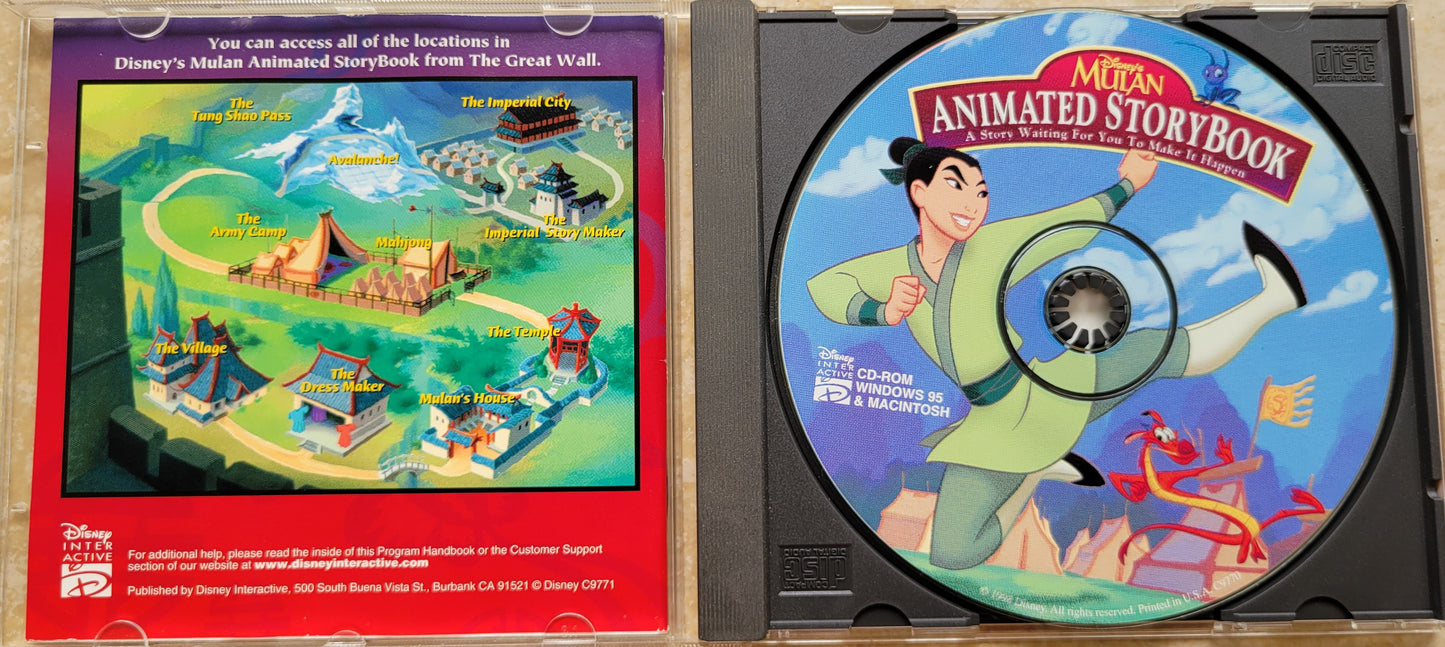 You can access all of the locations in
Disney's Mulan Animated StoryBook from The Great Wall.
The
Tung Shao Pass
The Imperial City
Avalanche!
The
Army Camp
Mahjong
The
Imperial Story Maker
The Temple
The Village
The
Dress Maker
Mulan's House
Disney
INTER
ACTIVE
D
For additional help, please read the inside of this Program Handbook or the Customer Support
section of our website at www.disneyinteractive.com
Published by Disney Interactive, 500 South Buena Vista St., Burbank CA 91521 © Disney C9771
COMPACT
disc
DIGITAL AUDIO
Disney's
MULAN
ANIMATED STORYBOOK
A Story Waiting For You To Make It Happen
Disney
INTER
ACTIVE
D
CD-ROM
WINDOWS 95
& MACINTOSH
COMPACT
disc
DIGITAL AUDIO
© 1998 Disney. All rights reserved. Printed in U.S.A. C9770